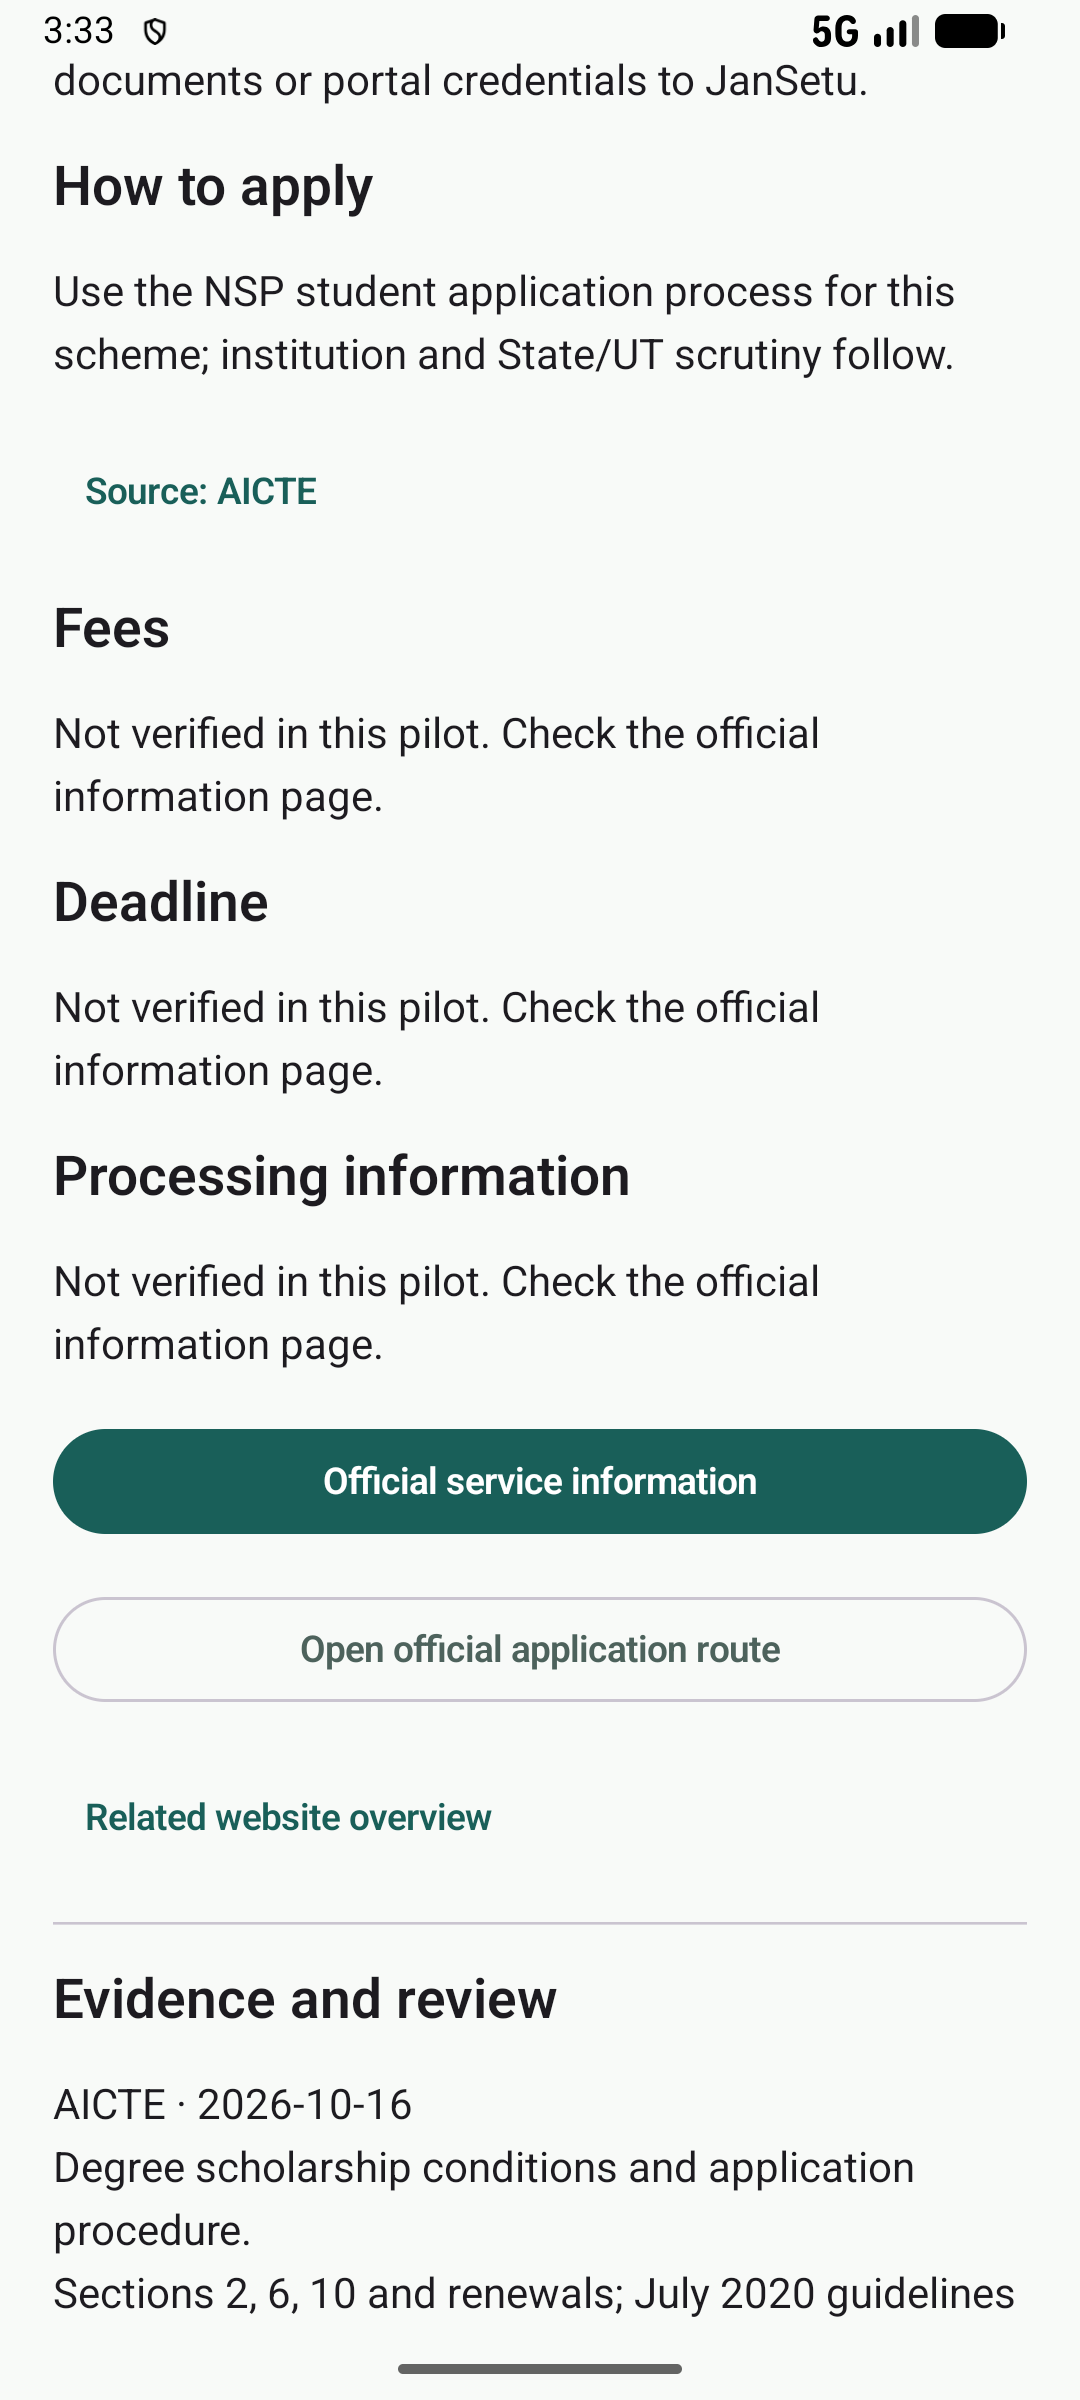 3:33
5G
documents or portal credentials to JanSetu.
How to apply
Use the NSP student application process for this
scheme; institution and State/UT scrutiny follow.
Source: AICTE
Fees
Not verified in this pilot. Check the official
information page.
Deadline
Not verified in this pilot. Check the official
information page.
Processing information
Not verified in this pilot. Check the official
information page.
Official service information
Open official application route
Related website overview
Evidence and review
AICTE · 2026-10-16
Degree scholarship conditions and application
procedure.
Sections 2, 6, 10 and renewals; July 2020 guidelines